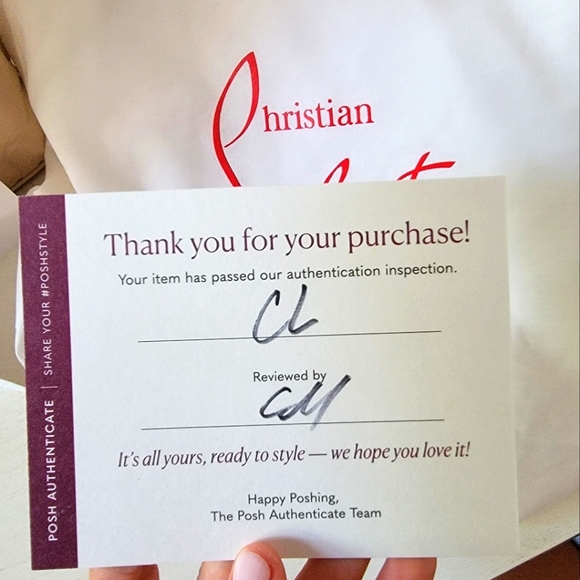 Christian
Thank you for your purchase!
Your item has passed our authentication inspection.
CL
Reviewed by
It's all yours, ready to style — we hope you love it!
Happy Poshing,
The Posh Authenticate Team
POSH AUTHENTICATE | SHARE YOUR #POSHSTYLE